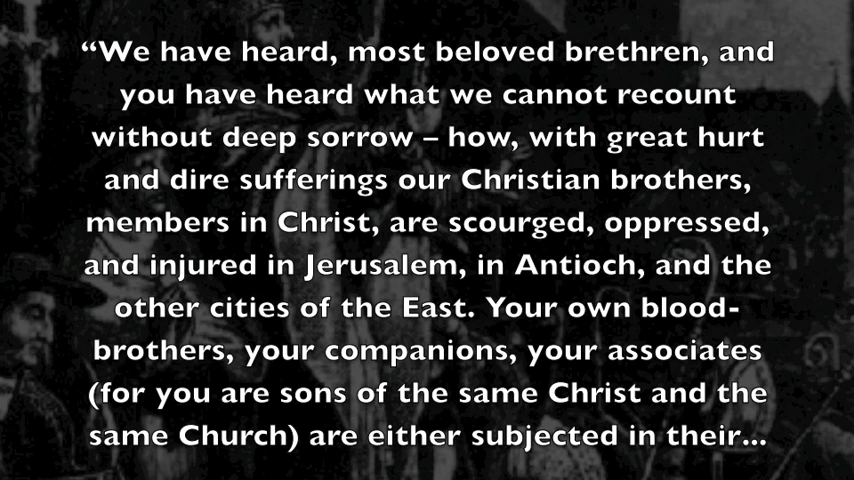 “We have heard, most beloved brethren, and
you have heard what we cannot recount
without deep sorrow – how, with great hurt
and dire sufferings our Christian brothers,
members in Christ, are scourged, oppressed,
and injured in Jerusalem, in Antioch, and the
other cities of the East. Your own blood-
brothers, your companions, your associates
(for you are sons of the same Christ and the
same Church) are either subjected in their...